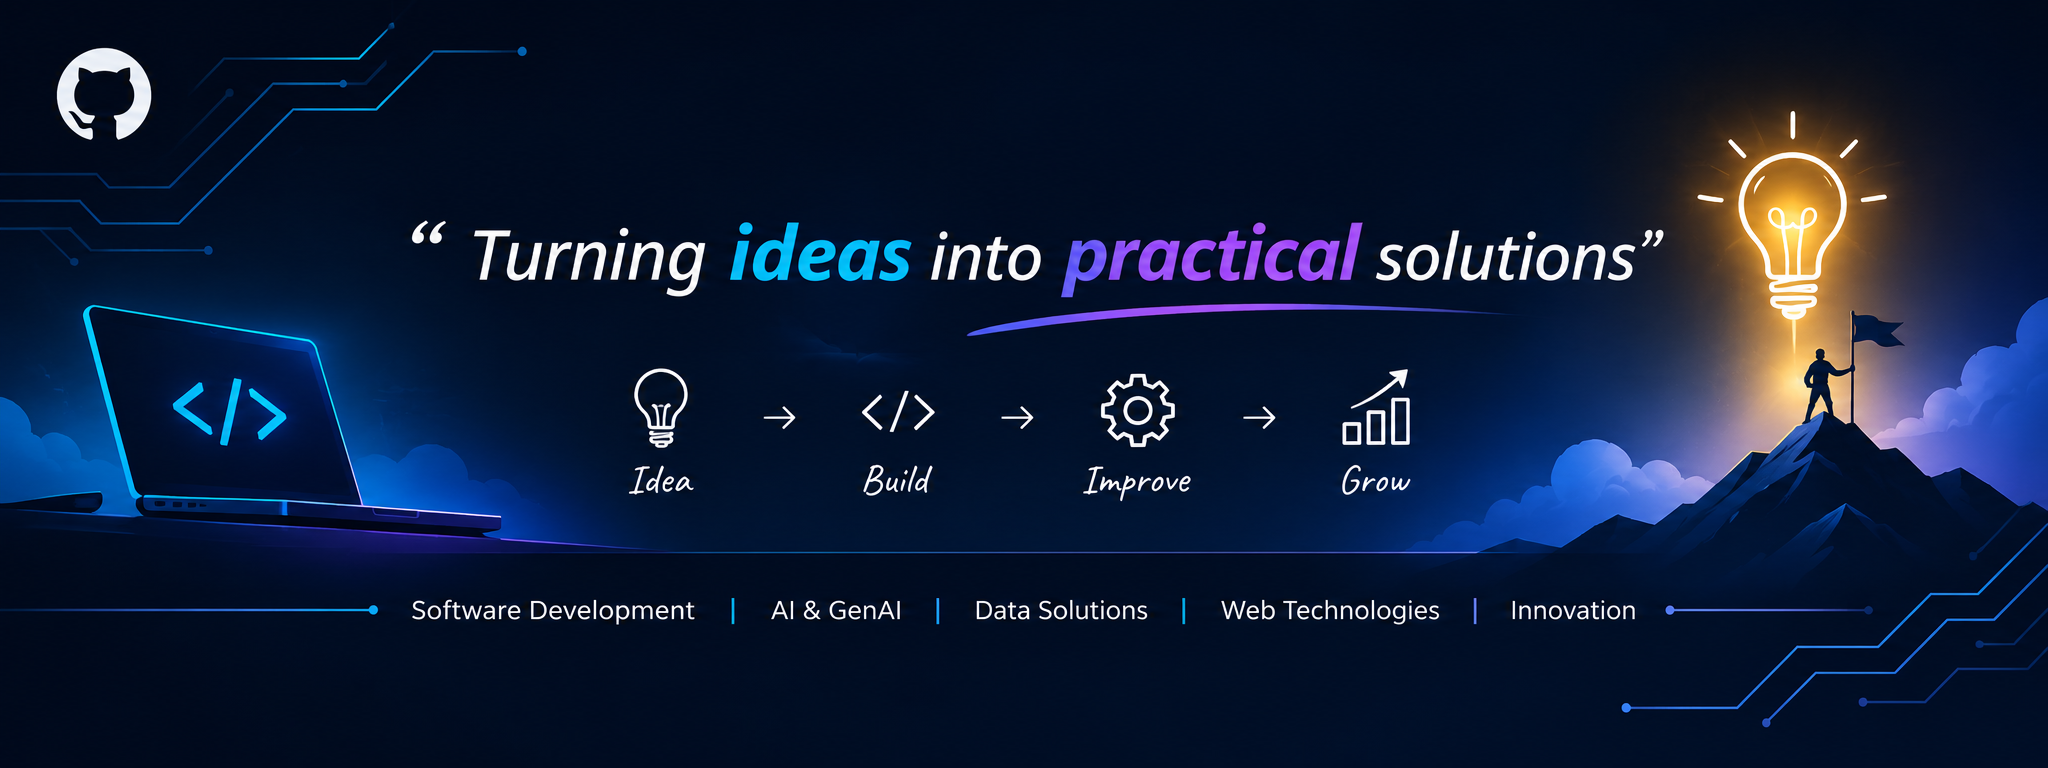 “ Turning ideas into practical solutions”
</>
</>
Idea → Build → Improve → Grow
Software Development | AI & GenAI | Data Solutions | Web Technologies | Innovation